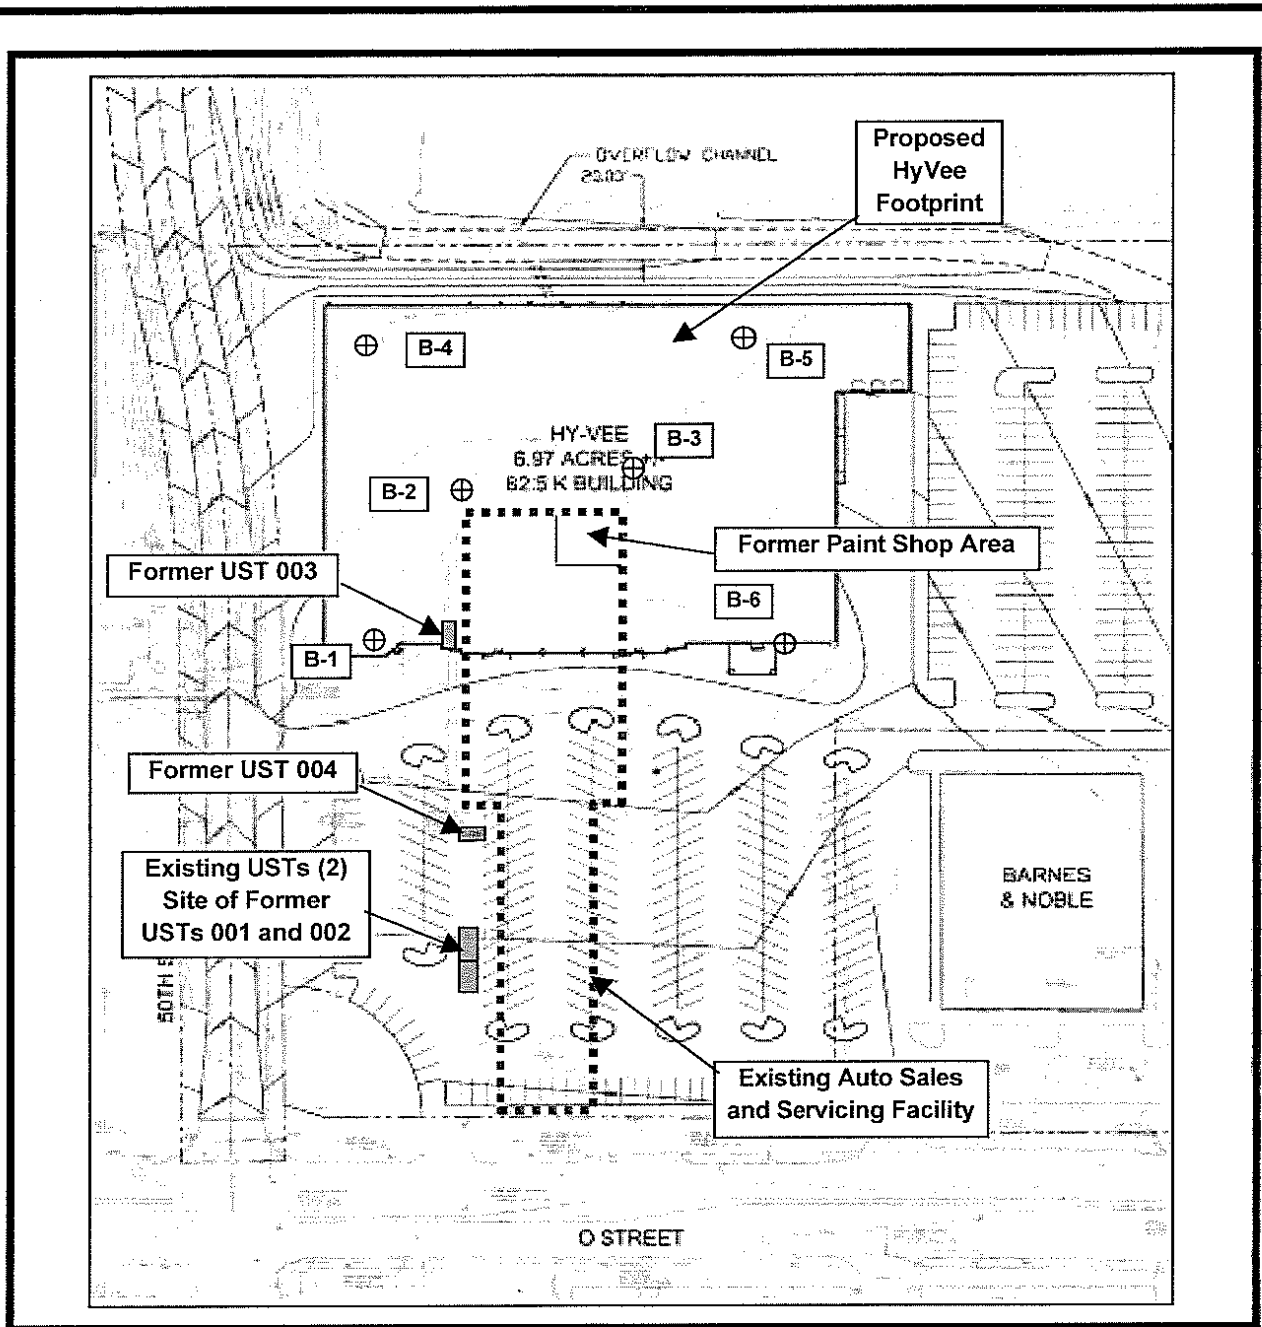 Proposed
HyVee
Footprint
OVERFLOW CHANNEL
B-4
B-5
HY-VEE
B-3
6.97 ACRES +/-
B-2
62.5 K BUILDING
Former Paint Shop Area
Former UST 003
B-6
B-1
Former UST 004
Existing USTs (2)
Site of Former
USTs 001 and 002
BARNES
& NOBLE
50TH
Existing Auto Sales
and Servicing Facility
O STREET